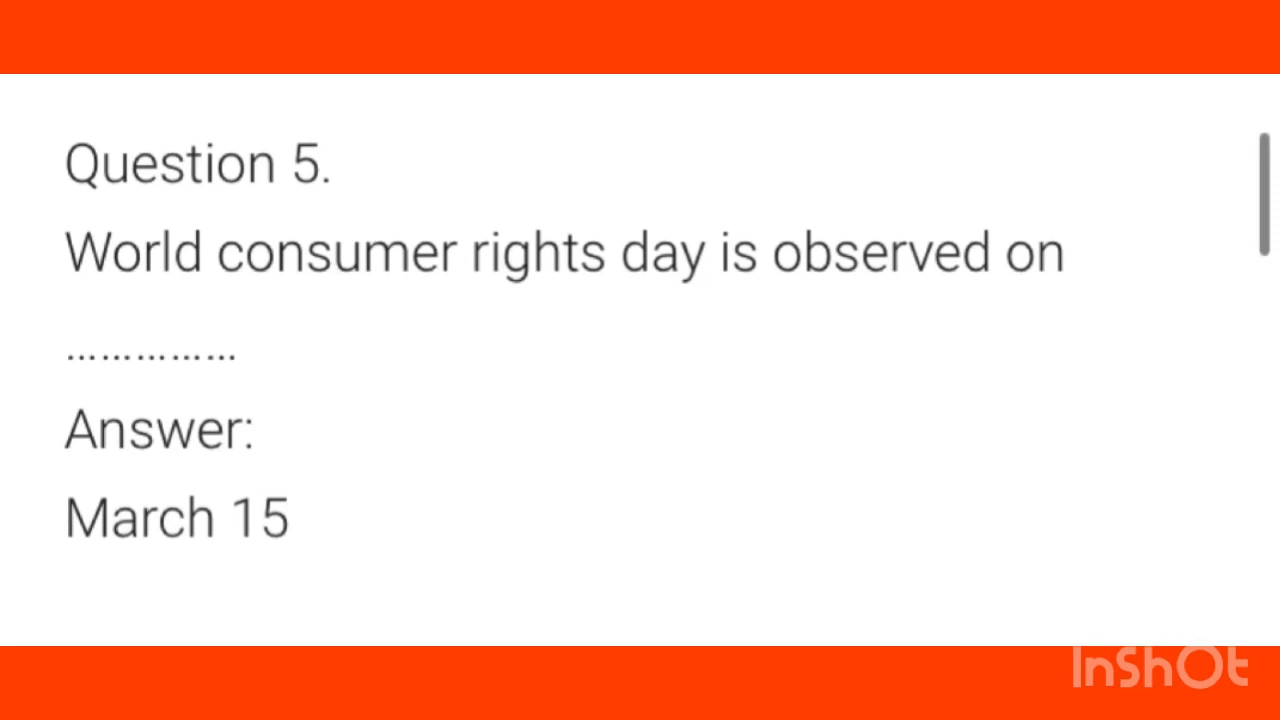 Question 5.
World consumer rights day is observed on
……………
Answer:
March 15
InShOt